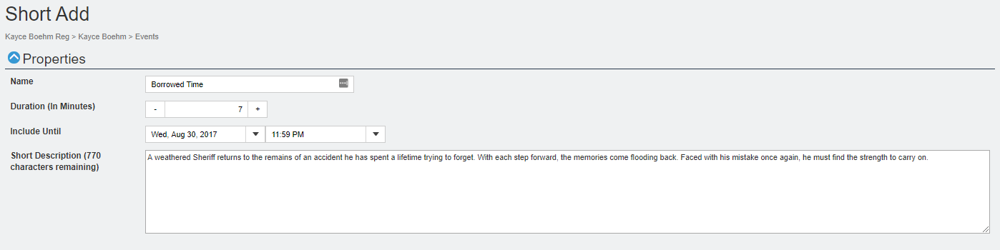 Short Add
Kayce Boehm Reg > Kayce Boehm > Events
Properties
Name
Borrowed Time
Duration (In Minutes)
- 7 +
Include Until
Wed, Aug 30, 2017 11:59 PM
Short Description (770
characters remaining)
A weathered Sheriff returns to the remains of an accident he has spent a lifetime trying to forget. With each step forward, the memories come flooding back. Faced with his mistake once again, he must find the strength to carry on.